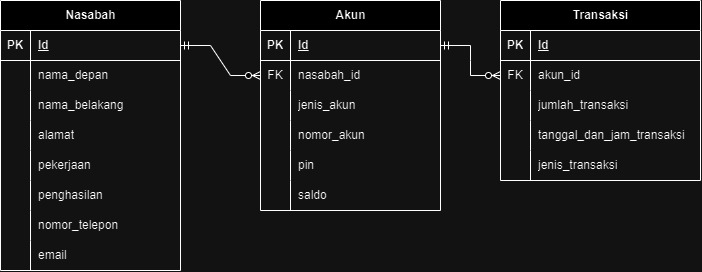 Nasabah
PK Id
nama_depan
nama_belakang
alamat
pekerjaan
penghasilan
nomor_telepon
email
Akun
PK Id
FK nasabah_id
jenis_akun
nomor_akun
pin
saldo
Transaksi
PK Id
FK akun_id
jumlah_transaksi
tanggal_dan_jam_transaksi
jenis_transaksi